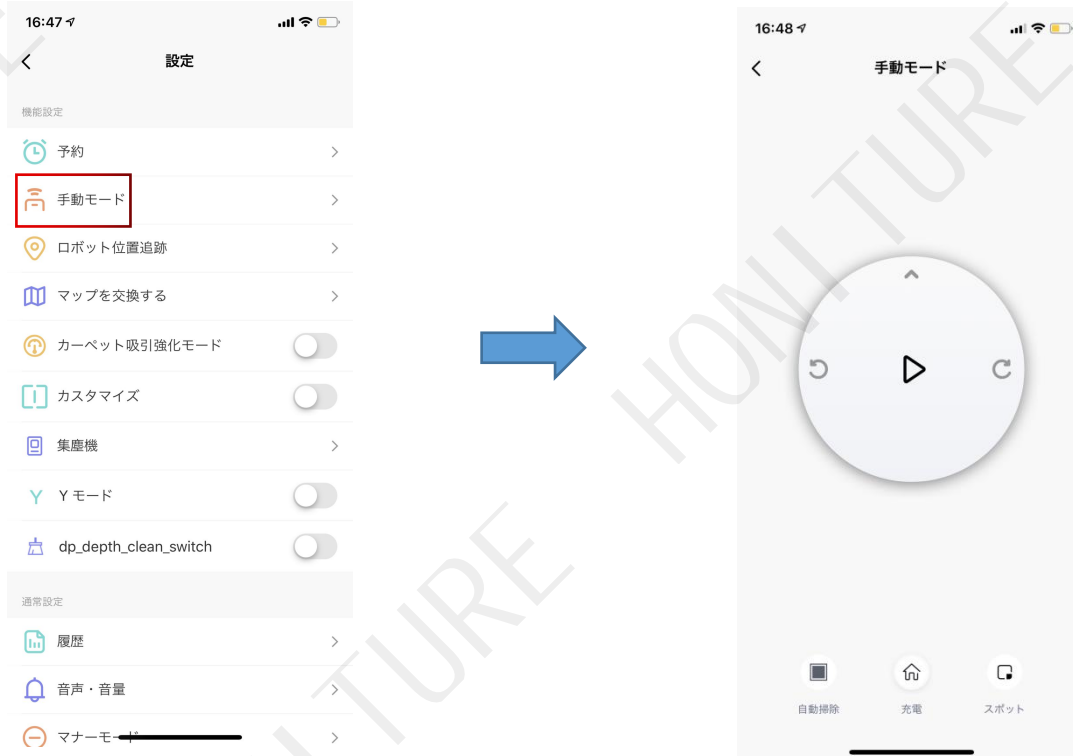 16:47
設定
機能設定
予約
手動モード
ロボット位置追跡
マップを交換する
カーペット吸引強化モード
カスタマイズ
集塵機
Y Y モード
dp_depth_clean_switch
通常設定
履歴
音声・音量
マナーモード
16:48
手動モード
自動掃除
充電
スポット
HONITURE
HONITURE